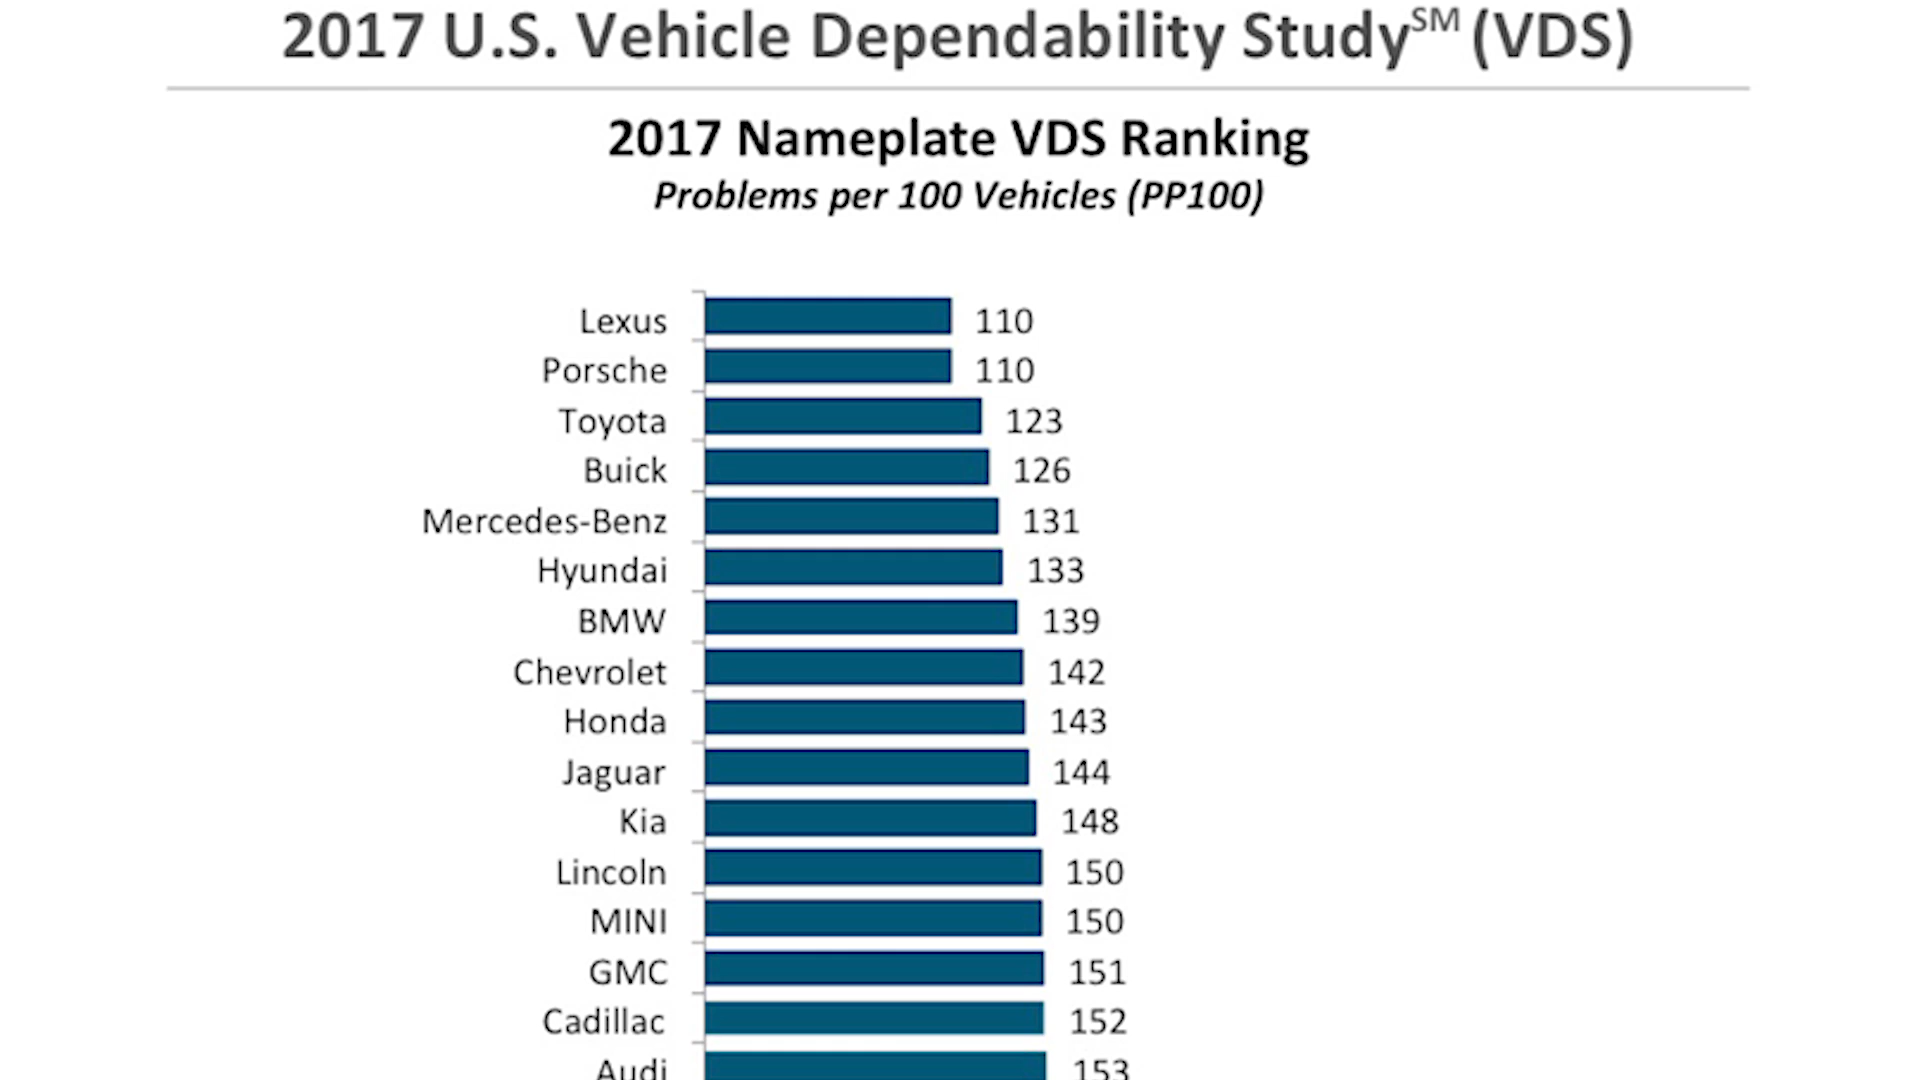 2017 U.S. Vehicle Dependability Study℠ (VDS)
2017 Nameplate VDS Ranking
Problems per 100 Vehicles (PP100)
Lexus 110
Porsche 110
Toyota 123
Buick 126
Mercedes-Benz 131
Hyundai 133
BMW 139
Chevrolet 142
Honda 143
Jaguar 144
Kia 148
Lincoln 150
MINI 150
GMC 151
Cadillac 152
Audi 153